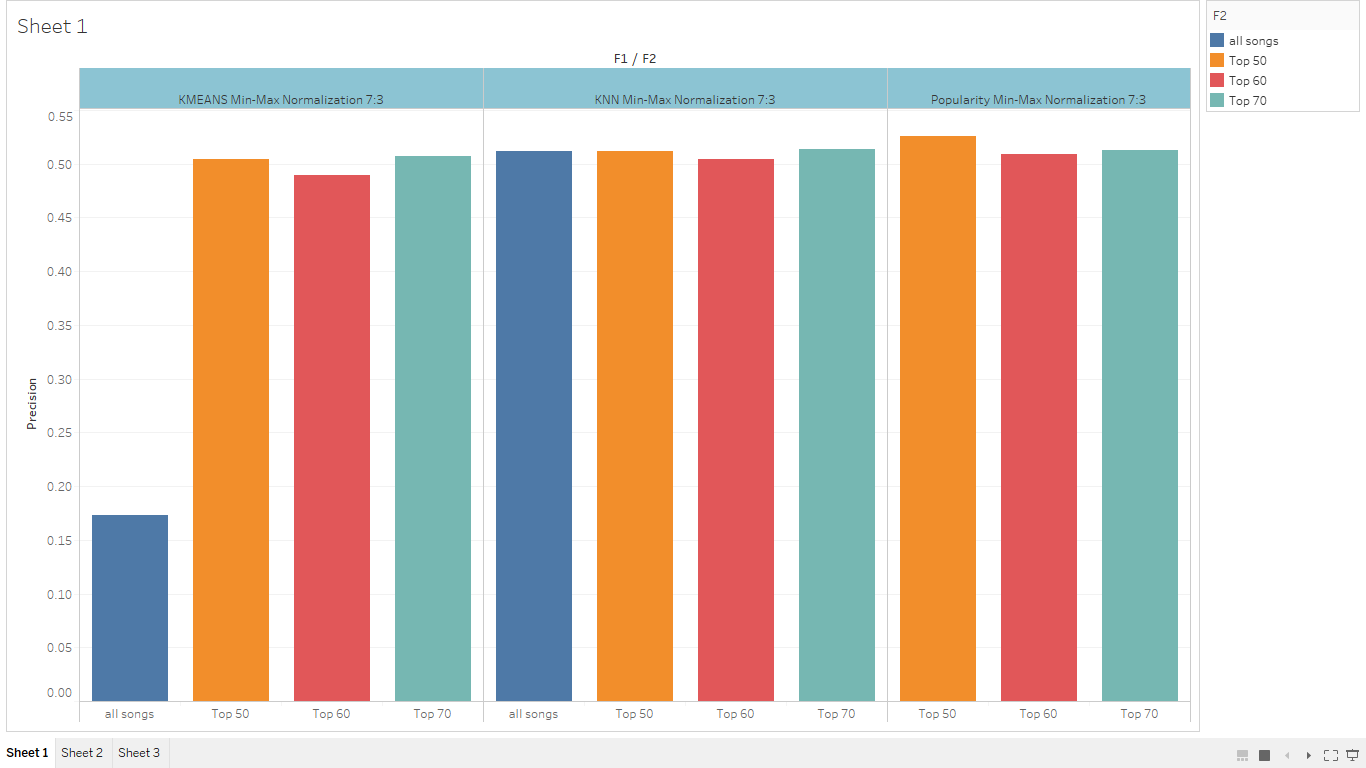 Sheet 1
F1 / F2
KMEANS Min-Max Normalization 7:3
KNN Min-Max Normalization 7:3
Popularity Min-Max Normalization 7:3
0.55
0.50
0.45
0.40
0.35
0.30
0.25
0.20
0.15
0.10
0.05
0.00
Precision
all songs
Top 50
Top 60
Top 70
all songs
Top 50
Top 60
Top 70
Top 50
Top 60
Top 70
F2
all songs
Top 50
Top 60
Top 70
Sheet 1
Sheet 2
Sheet 3